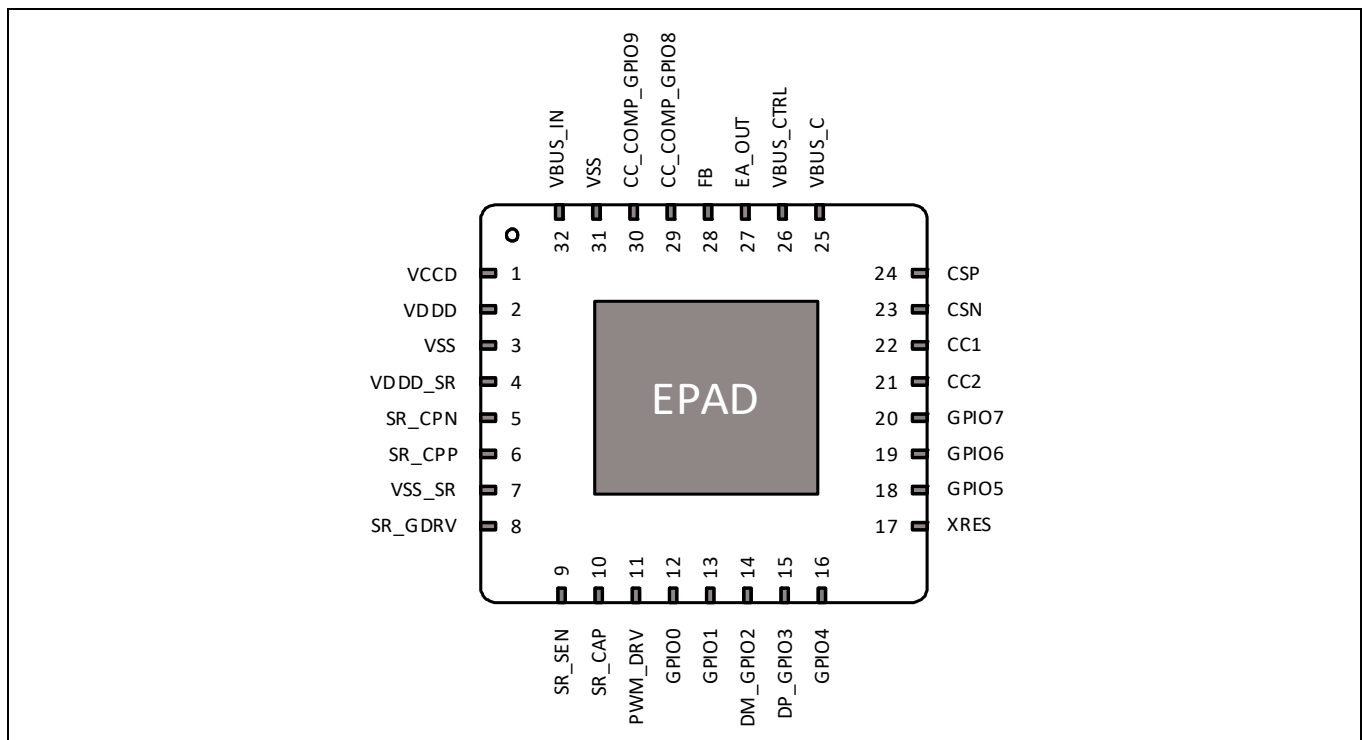 VBUS_IN
VSS
CC_COMP_GPIO9
CC_COMP_GPIO8
FB
EA_OUT
VBUS_CTRL
VBUS_C
32
31
30
29
28
27
26
25
VCCD 1
VDDD 2
VSS 3
VDDD_SR 4
SR_CPN 5
SR_CPP 6
VSS_SR 7
SR_GDRV 8
EPAD
24 CSP
23 CSN
22 CC1
21 CC2
20 GPIO7
19 GPIO6
18 GPIO5
17 XRES
9
10
11
12
13
14
15
16
SR_SEN
SR_CAP
PWM_DRV
GPIO0
GPIO1
DM_GPIO2
DP_GPIO3
GPIO4